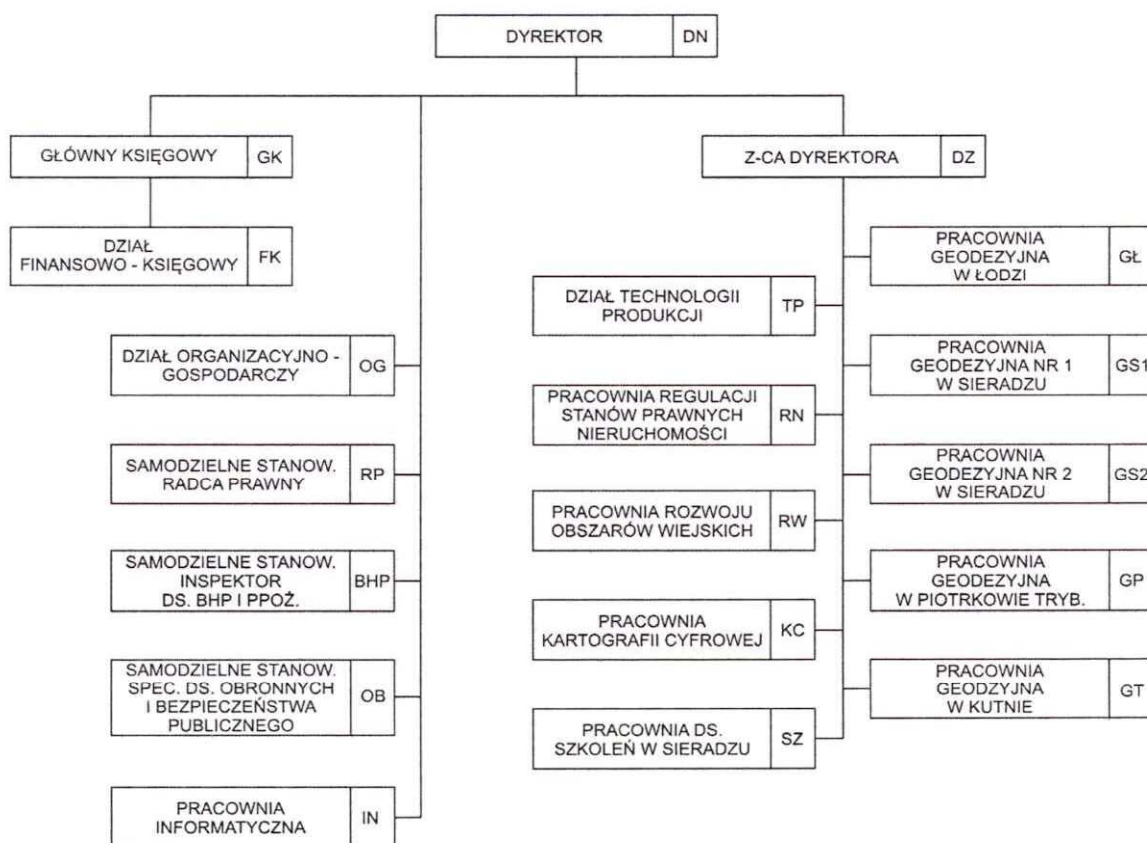 DYREKTOR
DN
GŁÓWNY KSIĘGOWY
GK
Z-CA DYREKTORA
DZ
DZIAŁ
FINANSOWO - KSIĘGOWY
FK
DZIAŁ ORGANIZACYJNO -
GOSPODARCZY
OG
SAMODZIELNE STANOW.
RADCA PRAWNY
RP
SAMODZIELNE STANOW.
INSPEKTOR
DS. BHP I PPOŻ.
BHP
SAMODZIELNE STANOW.
SPEC. DS. OBRONNYCH
I BEZPIECZEŃSTWA
PUBLICZNEGO
OB
PRACOWNIA
INFORMATYCZNA
IN
DZIAŁ TECHNOLOGII
PRODUKCJI
TP
PRACOWNIA REGULACJI
STANÓW PRAWNYCH
NIERUCHOMOŚCI
RN
PRACOWNIA ROZWOJU
OBSZARÓW WIEJSKICH
RW
PRACOWNIA
KARTOGRAFII CYFROWEJ
KC
PRACOWNIA DS.
SZKOLEŃ W SIERADZU
SZ
PRACOWNIA
GEODEZYJNA
W ŁODZI
GŁ
PRACOWNIA
GEODEZYJNA NR 1
W SIERADZU
GS1
PRACOWNIA
GEODEZYJNA NR 2
W SIERADZU
GS2
PRACOWNIA
GEODEZYJNA
W PIOTRKOWIE TRYB.
GP
PRACOWNIA
GEODZYJNA
W KUTNIE
GT